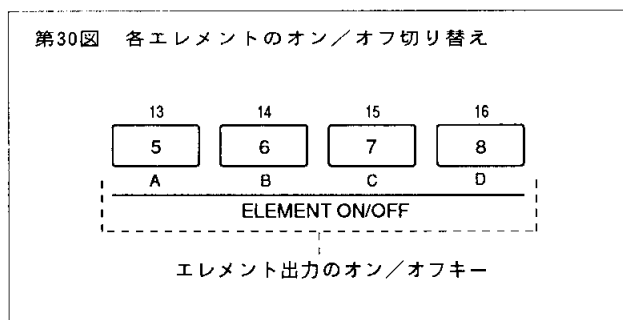 第30図　各エレメントのオン／オフ切り替え
13 14 15 16
5 6 7 8
A B C D
ELEMENT ON/OFF
エレメント出力のオン／オフキー